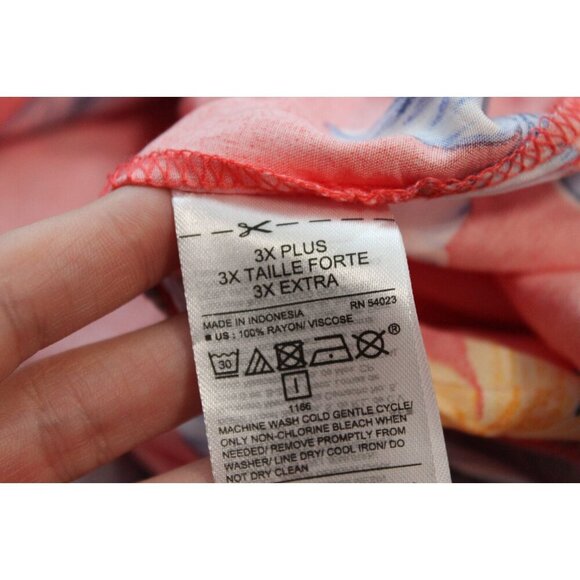 3X PLUS
3X TAILLE FORTE
3X EXTRA
MADE IN INDONESIA RN 54023
US : 100% RAYON/ VISCOSE
30
®
1166
MACHINE WASH COLD GENTLE CYCLE/
ONLY NON-CHLORINE BLEACH WHEN
NEEDED/ REMOVE PROMPTLY FROM
WASHER/ LINE DRY/ COOL IRON/ DO
NOT DRY CLEAN